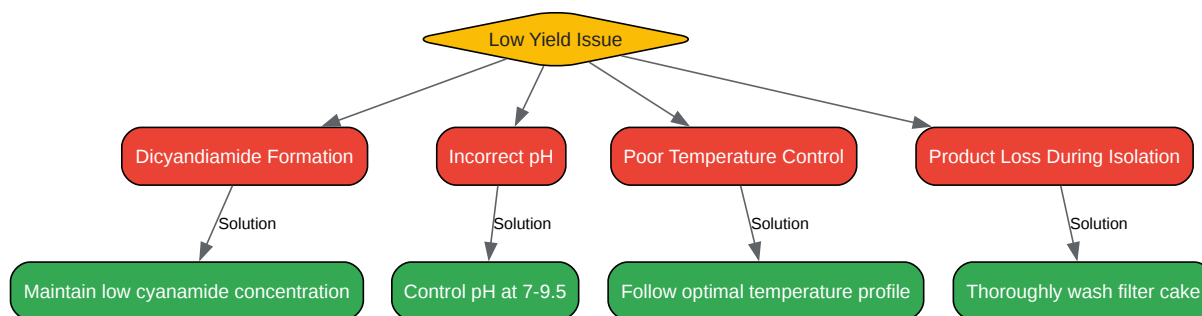 Low Yield Issue
Dicyandiamide Formation
Incorrect pH
Poor Temperature Control
Product Loss During Isolation
Solution
Solution
Solution
Solution
Maintain low cyanamide concentration
Control pH at 7-9.5
Follow optimal temperature profile
Thoroughly wash filter cake